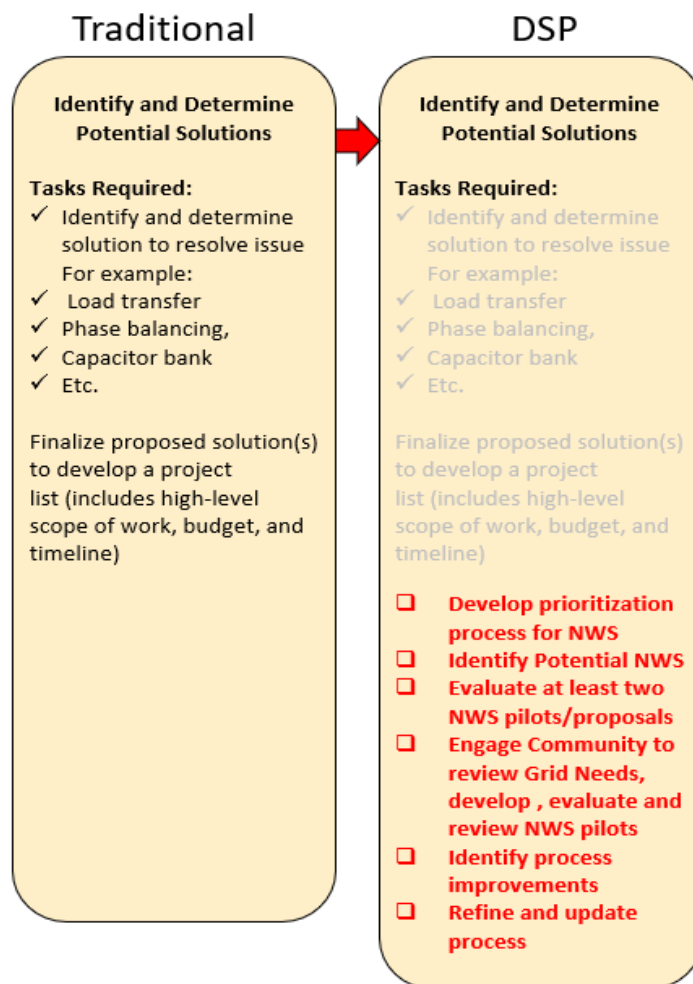 Traditional
Identify and Determine
Potential Solutions
Tasks Required:
✓ Identify and determine
solution to resolve issue
For example:
✓ Load transfer
✓ Phase balancing,
✓ Capacitor bank
✓ Etc.
Finalize proposed solution(s)
to develop a project
list (includes high-level
scope of work, budget, and
timeline)
DSP
Identify and Determine
Potential Solutions
Tasks Required:
✓ Identify and determine
solution to resolve issue
For example:
✓ Load transfer
✓ Phase balancing,
✓ Capacitor bank
✓ Etc.
Finalize proposed solution(s)
to develop a project
list (includes high-level
scope of work, budget, and
timeline)
❑ Develop prioritization
process for NWS
❑ Identify Potential NWS
❑ Evaluate at least two
NWS pilots/proposals
❑ Engage Community to
review Grid Needs,
develop , evaluate and
review NWS pilots
❑ Identify process
improvements
❑ Refine and update
process